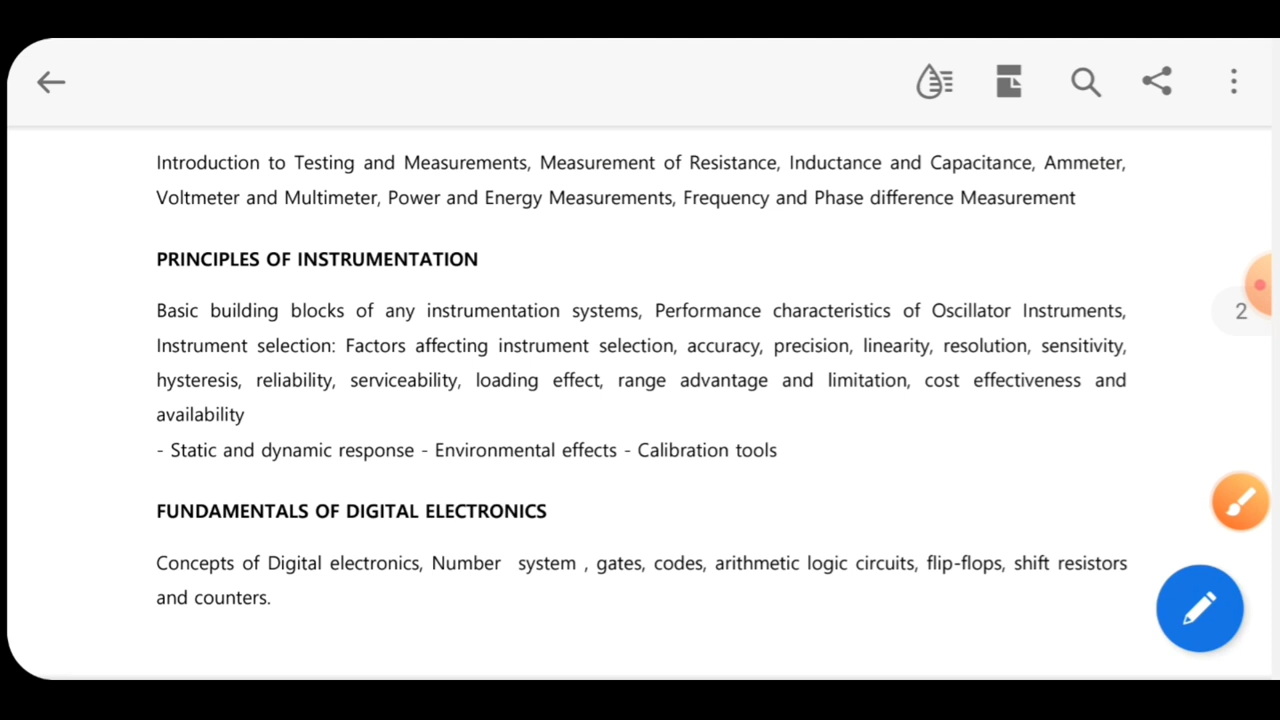 Introduction to Testing and Measurements, Measurement of Resistance, Inductance and Capacitance, Ammeter,
Voltmeter and Multimeter, Power and Energy Measurements, Frequency and Phase difference Measurement
PRINCIPLES OF INSTRUMENTATION
Basic building blocks of any instrumentation systems, Performance characteristics of Oscillator Instruments,
2
Instrument selection: Factors affecting instrument selection, accuracy, precision, linearity, resolution, sensitivity,
hysteresis, reliability, serviceability, loading effect, range advantage and limitation, cost effectiveness and
availability
- Static and dynamic response - Environmental effects - Calibration tools
FUNDAMENTALS OF DIGITAL ELECTRONICS
Concepts of Digital electronics, Number system , gates, codes, arithmetic logic circuits, flip-flops, shift resistors
and counters.